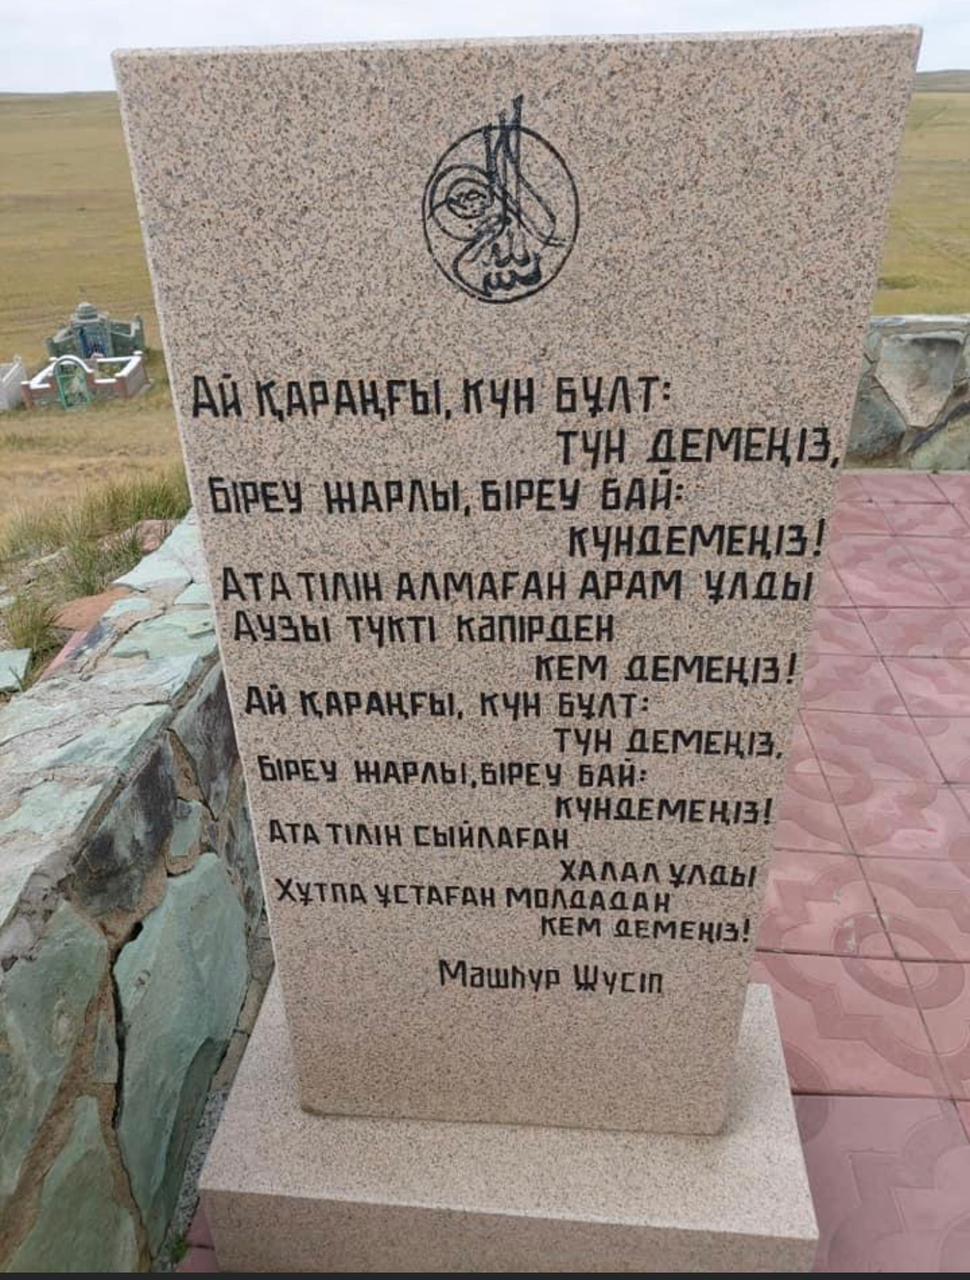 Ай қараңғы, күн бұлт:
түн демеңіз,
Біреу жарлы, біреу бай:
күндемеңіз!
Ата тілін алмаған арам ұлды
Аузы түкті кәпірден
кем демеңіз!
Ай қараңғы, күн бұлт:
түн демеңіз,
Біреу жарлы, біреу бай:
күндемеңіз!
Ата тілін сыйлаған
халал ұлды
Хұтпа ұстаған молдадан
кем демеңіз!
Мәшһүр Жүсіп